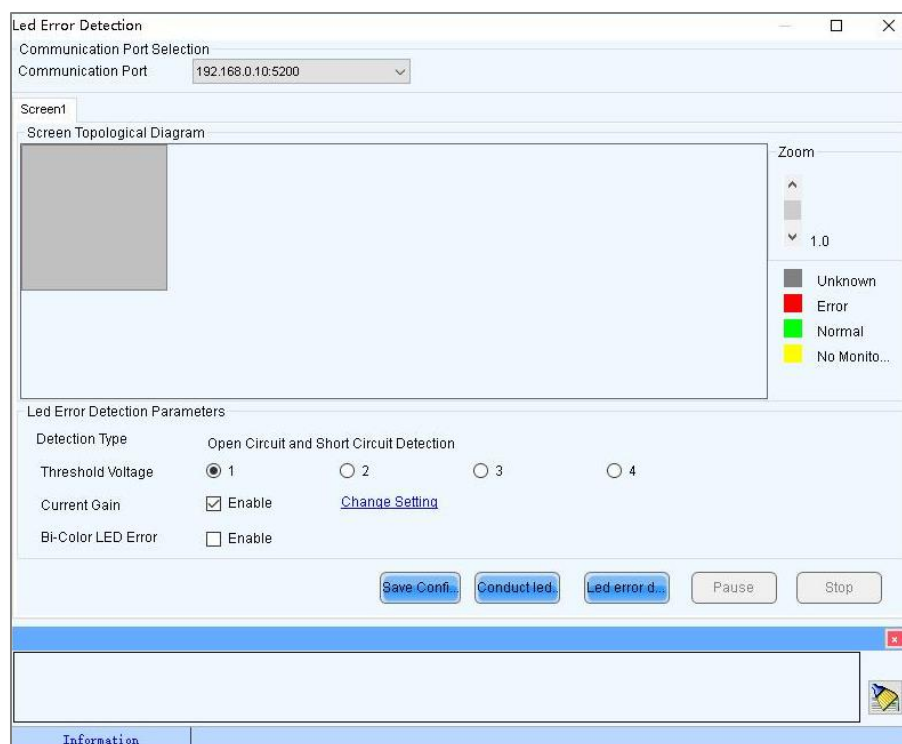 Led Error Detection
Communication Port Selection
Communication Port 192.168.0.10:5200
Screen1
Screen Topological Diagram
Zoom
1.0
Unknown
Error
Normal
No Monito...
Led Error Detection Parameters
Detection Type Open Circuit and Short Circuit Detection
Threshold Voltage 1 2 3 4
Current Gain Enable Change Setting
Bi-Color LED Error Enable
Save Confi... Conduct led.. Led error d... Pause Stop
Information